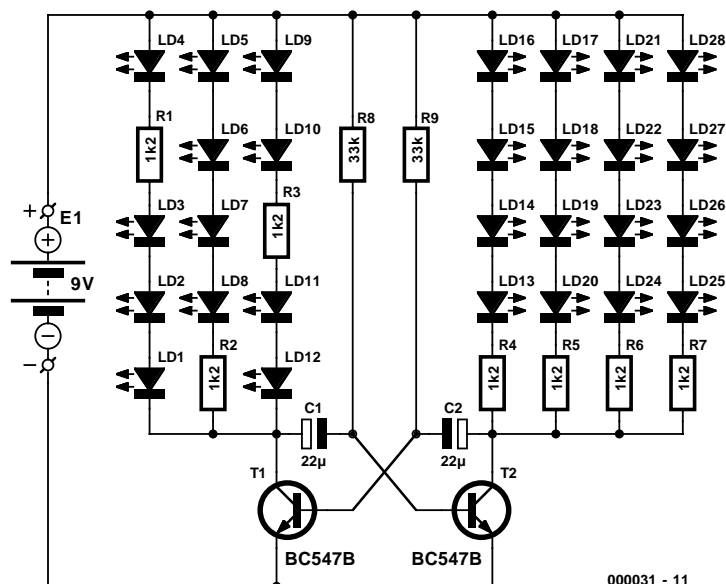 LD4 LD5 LD9 LD16 LD17 LD21 LD28
R1 R8 R9
1k2 LD6 LD10 33k 33k LD15 LD18 LD22 LD27
R3
+ E1 LD3 LD7 1k2 LD14 LD19 LD23 LD26
+
9V LD2 LD8 LD11 LD13 LD20 LD24 LD25
−
− LD1 R2 LD12 R4 R5 R6 R7
1k2 1k2 1k2 1k2 1k2
C1 C2
22µ 22µ
T1 T2
BC547B BC547B
000031 - 11